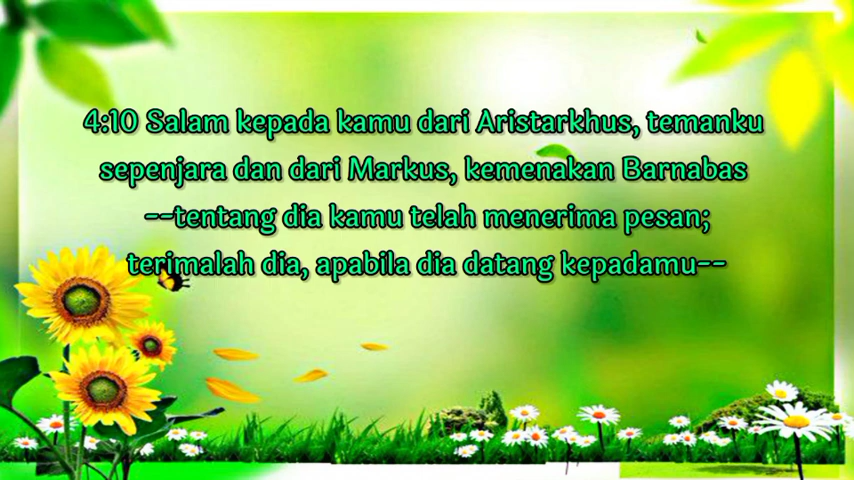 4:10 Salam kepada kamu dari Aristarkhus, temanku
sepenjara dan dari Markus, kemenakan Barnabas
--tentang dia kamu telah menerima pesan;
terimalah dia, apabila dia datang kepadamu--